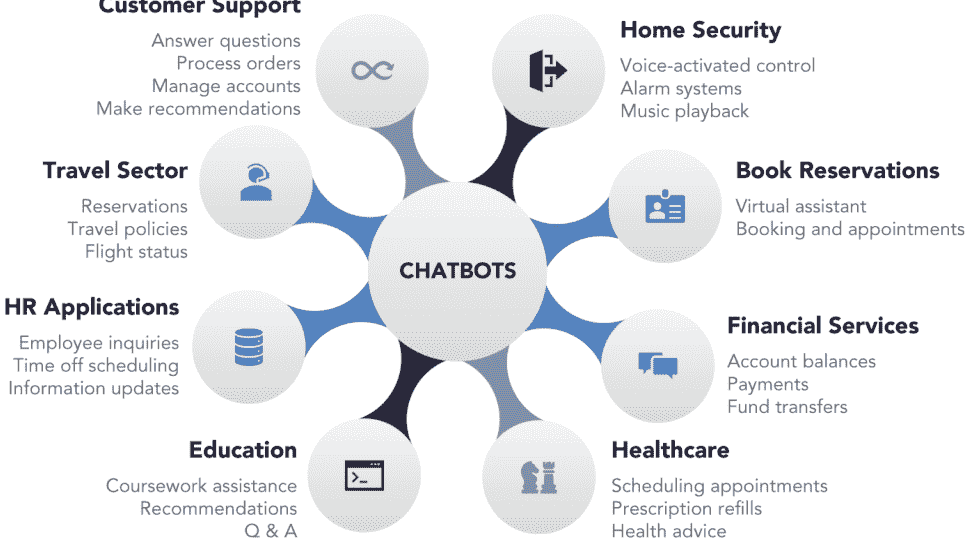 Customer Support
Answer questions
Process orders
Manage accounts
Make recommendations
Home Security
Voice-activated control
Alarm systems
Music playback
Travel Sector
Reservations
Travel policies
Flight status
Book Reservations
Virtual assistant
Booking and appointments
CHATBOTS
HR Applications
Employee inquiries
Time off scheduling
Information updates
Financial Services
Account balances
Payments
Fund transfers
Education
Coursework assistance
Recommendations
Q & A
Healthcare
Scheduling appointments
Prescription refills
Health advice